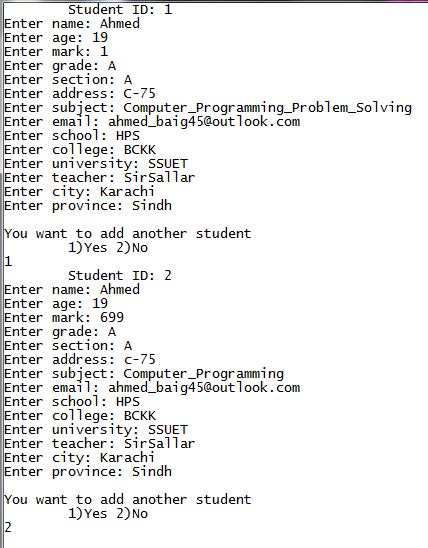 Student ID: 1
Enter name: Ahmed
Enter age: 19
Enter mark: 1
Enter grade: A
Enter section: A
Enter address: C-75
Enter subject: Computer_Programming_Problem_Solving
Enter email: ahmed_baig45@outlook.com
Enter school: HPS
Enter college: BCKK
Enter university: SSUET
Enter teacher: SirSallar
Enter city: Karachi
Enter province: Sindh
You want to add another student
1)Yes 2)No
1
Student ID: 2
Enter name: Ahmed
Enter age: 19
Enter mark: 699
Enter grade: A
Enter section: A
Enter address: c-75
Enter subject: Computer_Programming
Enter email: ahmed_baig45@outlook.com
Enter school: HPS
Enter college: BCKK
Enter university: SSUET
Enter teacher: SirSallar
Enter city: Karachi
Enter province: Sindh
You want to add another student
1)Yes 2)No
2